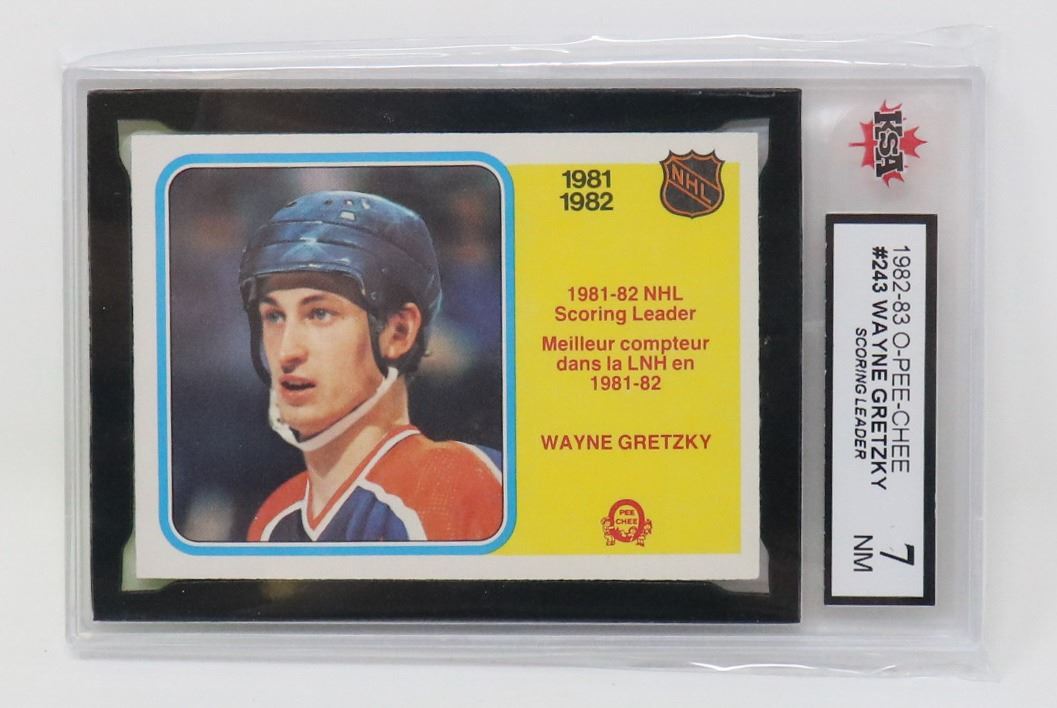 1981
1982
NHL
1981-82 NHL
Scoring Leader
Meilleur compteur
dans la LNH en
1981-82
WAYNE GRETZKY
PEE
CHEE
KSA
1982-83 O-PEE-CHEE
#243 WAYNE GRETZKY
SCORING LEADER
7
NM